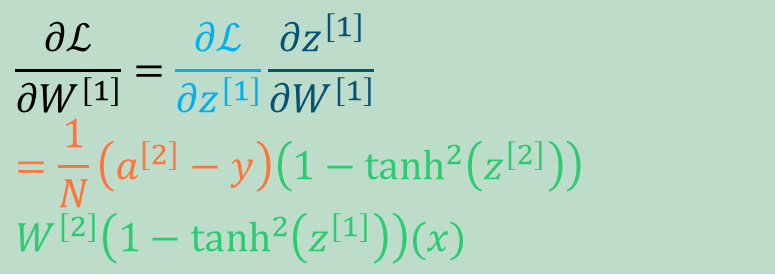 ∂ℒ/∂W^[1] = ∂ℒ/∂z^[1] ∂z^[1]/∂W^[1]
= 1/N (a^[2] − y)(1 − tanh²(z^[2]))
W^[2](1 − tanh²(z^[1]))(x)